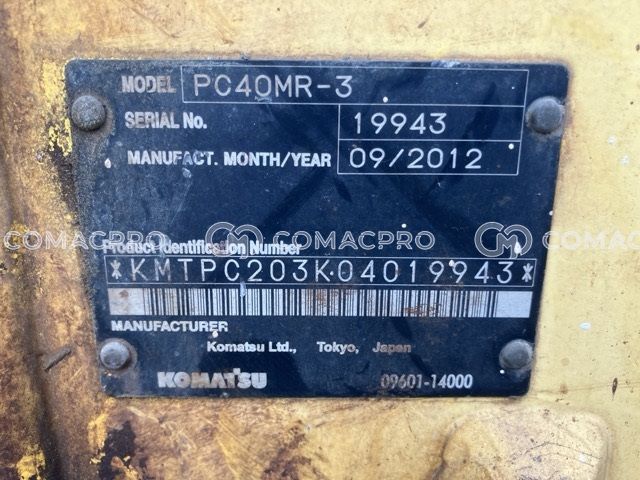 MODEL PC40MR-3
SERIAL No. 19943
MANUFACT. MONTH/YEAR 09/2012
COMACPRO COMACPRO COMACPRO
Product Identification Number
*KMTPC203K04019943*
MANUFACTURER
Komatsu Ltd., Tokyo, Japan
KOMATSU 09601-14000